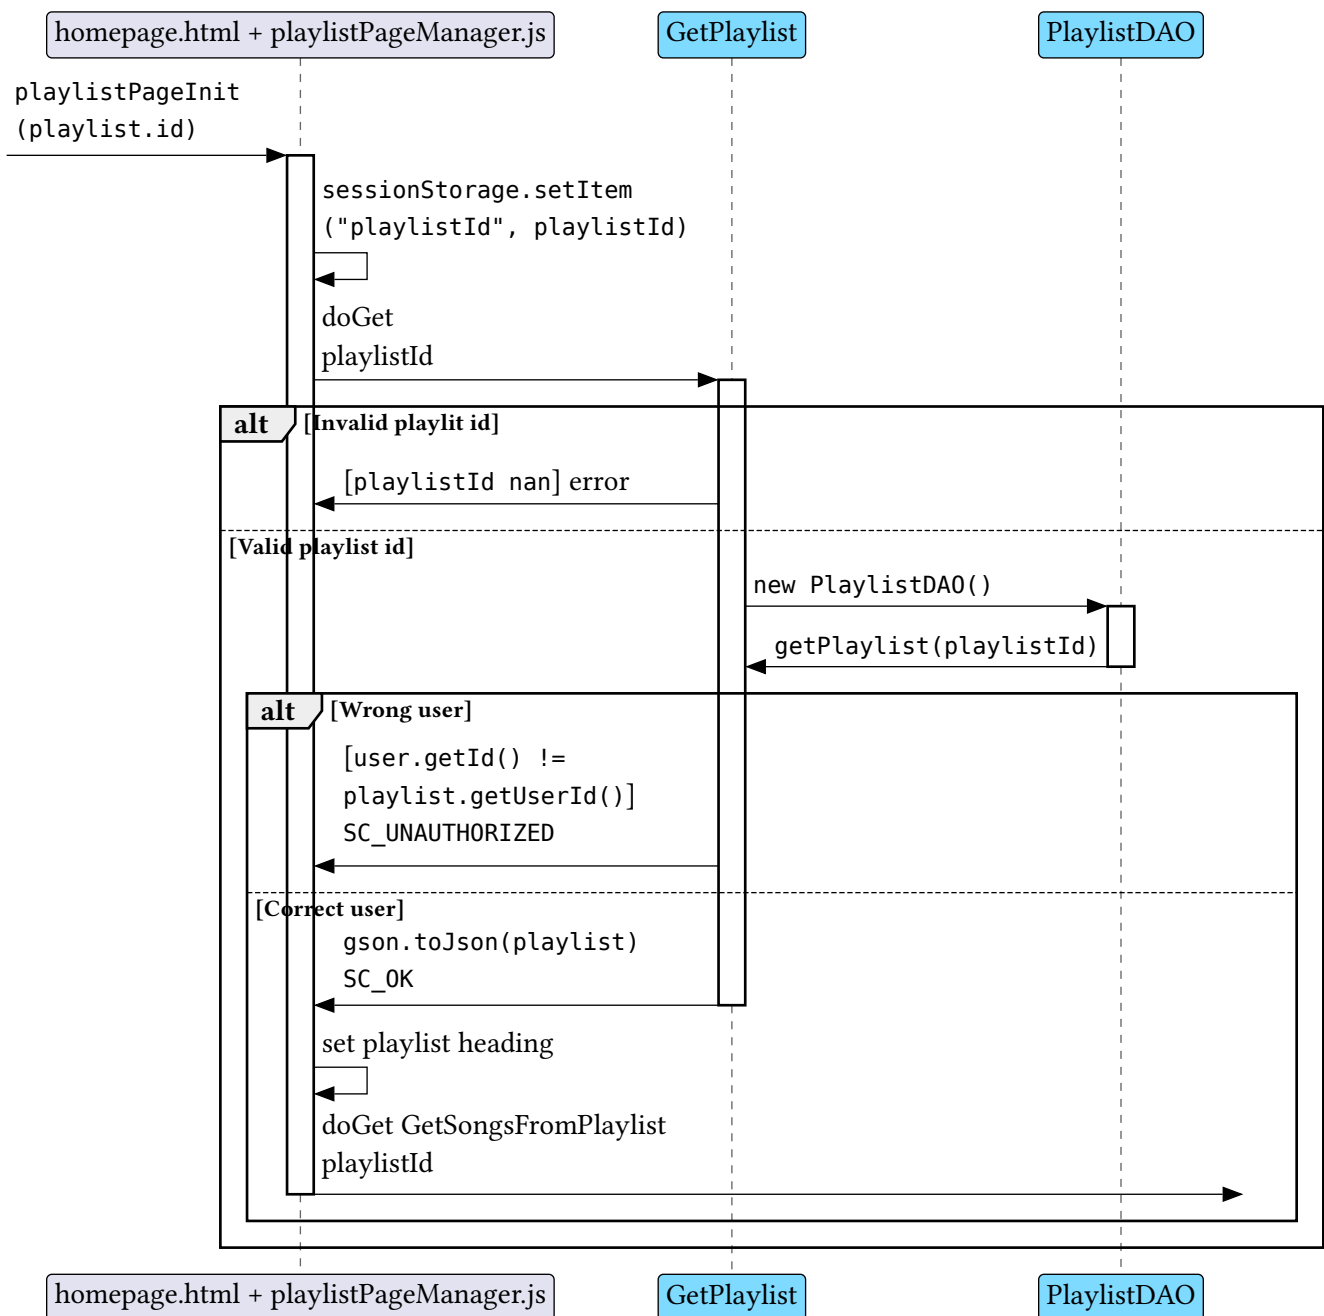 homepage.html + playlistPageManager.js
GetPlaylist
PlaylistDAO
playlistPageInit
(playlist.id)
sessionStorage.setItem
("playlistId", playlistId)
doGet
playlistId
alt
[Invalid playlit id]
[playlistId nan] error
[Valid playlist id]
new PlaylistDAO()
getPlaylist(playlistId)
alt
[Wrong user]
[user.getId() !=
playlist.getUserId()]
SC_UNAUTHORIZED
[Correct user]
gson.toJson(playlist)
SC_OK
set playlist heading
doGet GetSongsFromPlaylist
playlistId
homepage.html + playlistPageManager.js
GetPlaylist
PlaylistDAO